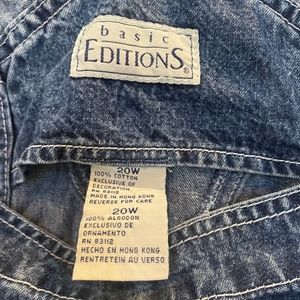 basic
EDITIONS®
20W
100% COTTON
EXCLUSIVE OF
DECORATION
RN 83112
MADE IN HONG KONG
REVERSE FOR CARE
20W
100% ALGODON
EXCLUSIVO DE
ORNAMENTO
RN 83112
HECHO EN HONG KONG
RENTRETEIN AU VERSO